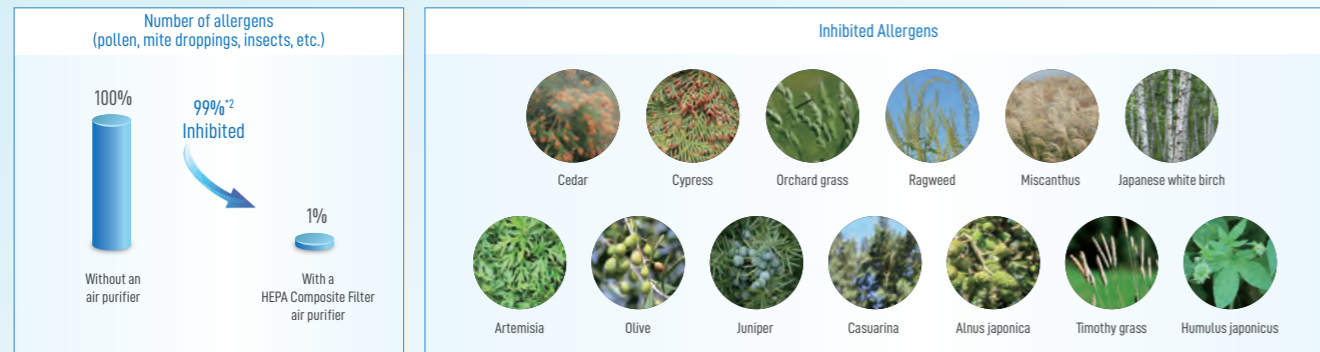 Number of allergens
(pollen, mite droppings, insects, etc.)
100%
99%*2
Inhibited
1%
Without an
air purifier
With a
HEPA Composite Filter
air purifier
Inhibited Allergens
Cedar
Cypress
Orchard grass
Ragweed
Miscanthus
Japanese white birch
Artemisia
Olive
Juniper
Casuarina
Alnus japonica
Timothy grass
Humulus japonicus